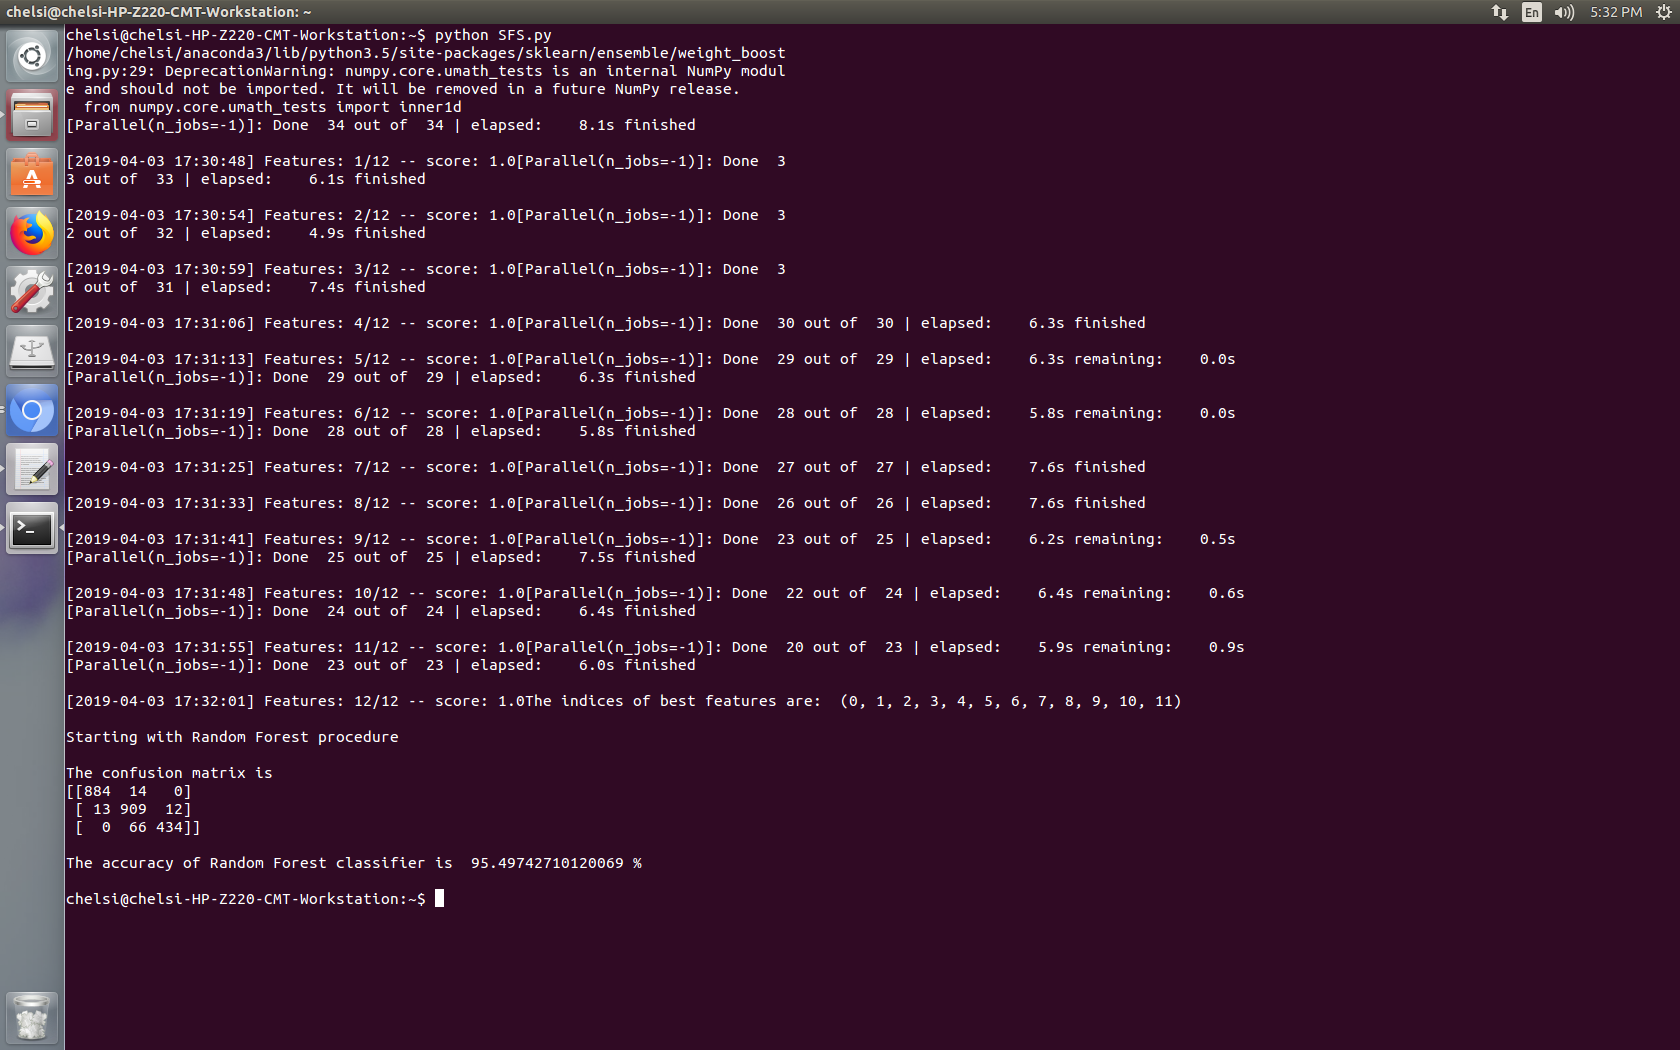 chelsi@chelsi-HP-Z220-CMT-Workstation: ~
En
5:32 PM
chelsi@chelsi-HP-Z220-CMT-Workstation:~$ python SFS.py
/home/chelsi/anaconda3/lib/python3.5/site-packages/sklearn/ensemble/weight_boost
ing.py:29: DeprecationWarning: numpy.core.umath_tests is an internal NumPy modul
e and should not be imported. It will be removed in a future NumPy release.
  from numpy.core.umath_tests import inner1d
[Parallel(n_jobs=-1)]: Done  34 out of  34 | elapsed:    8.1s finished
[2019-04-03 17:30:48] Features: 1/12 -- score: 1.0[Parallel(n_jobs=-1)]: Done  3
3 out of  33 | elapsed:    6.1s finished
[2019-04-03 17:30:54] Features: 2/12 -- score: 1.0[Parallel(n_jobs=-1)]: Done  3
2 out of  32 | elapsed:    4.9s finished
[2019-04-03 17:30:59] Features: 3/12 -- score: 1.0[Parallel(n_jobs=-1)]: Done  3
1 out of  31 | elapsed:    7.4s finished
[2019-04-03 17:31:06] Features: 4/12 -- score: 1.0[Parallel(n_jobs=-1)]: Done  30 out of  30 | elapsed:    6.3s finished
[2019-04-03 17:31:13] Features: 5/12 -- score: 1.0[Parallel(n_jobs=-1)]: Done  29 out of  29 | elapsed:    6.3s remaining:    0.0s
[Parallel(n_jobs=-1)]: Done  29 out of  29 | elapsed:    6.3s finished
[2019-04-03 17:31:19] Features: 6/12 -- score: 1.0[Parallel(n_jobs=-1)]: Done  28 out of  28 | elapsed:    5.8s remaining:    0.0s
[Parallel(n_jobs=-1)]: Done  28 out of  28 | elapsed:    5.8s finished
[2019-04-03 17:31:25] Features: 7/12 -- score: 1.0[Parallel(n_jobs=-1)]: Done  27 out of  27 | elapsed:    7.6s finished
[2019-04-03 17:31:33] Features: 8/12 -- score: 1.0[Parallel(n_jobs=-1)]: Done  26 out of  26 | elapsed:    7.6s finished
[2019-04-03 17:31:41] Features: 9/12 -- score: 1.0[Parallel(n_jobs=-1)]: Done  23 out of  25 | elapsed:    6.2s remaining:    0.5s
[Parallel(n_jobs=-1)]: Done  25 out of  25 | elapsed:    7.5s finished
[2019-04-03 17:31:48] Features: 10/12 -- score: 1.0[Parallel(n_jobs=-1)]: Done  22 out of  24 | elapsed:    6.4s remaining:    0.6s
[Parallel(n_jobs=-1)]: Done  24 out of  24 | elapsed:    6.4s finished
[2019-04-03 17:31:55] Features: 11/12 -- score: 1.0[Parallel(n_jobs=-1)]: Done  20 out of  23 | elapsed:    5.9s remaining:    0.9s
[Parallel(n_jobs=-1)]: Done  23 out of  23 | elapsed:    6.0s finished
[2019-04-03 17:32:01] Features: 12/12 -- score: 1.0The indices of best features are:  (0, 1, 2, 3, 4, 5, 6, 7, 8, 9, 10, 11)
Starting with Random Forest procedure
The confusion matrix is
[[884  14   0]
 [ 13 909  12]
 [  0  66 434]]
The accuracy of Random Forest classifier is  95.49742710120069 %
chelsi@chelsi-HP-Z220-CMT-Workstation:~$